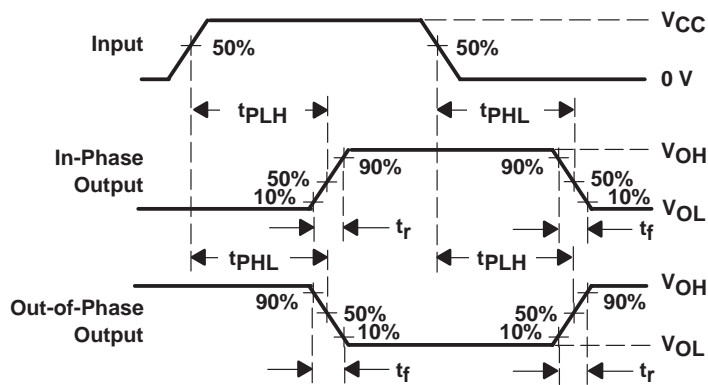 VCC
Input
50%
50%
0 V
tPLH
tPHL
In-Phase
Output
VOH
90%
90%
50%
50%
10%
10%
VOL
tr
tf
tPHL
tPLH
Out-of-Phase
Output
VOH
90%
90%
50%
50%
10%
10%
VOL
tf
tr